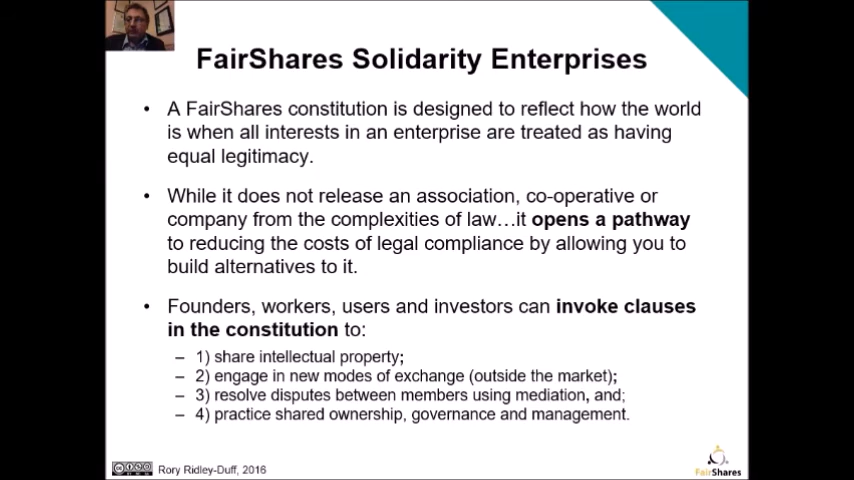 FairShares Solidarity Enterprises
• A FairShares constitution is designed to reflect how the world
is when all interests in an enterprise are treated as having
equal legitimacy.
• While it does not release an association, co-operative or
company from the complexities of law…it opens a pathway
to reducing the costs of legal compliance by allowing you to
build alternatives to it.
• Founders, workers, users and investors can invoke clauses
in the constitution to:
– 1) share intellectual property;
– 2) engage in new modes of exchange (outside the market);
– 3) resolve disputes between members using mediation, and;
– 4) practice shared ownership, governance and management.
Rory Ridley-Duff, 2016
FairShares